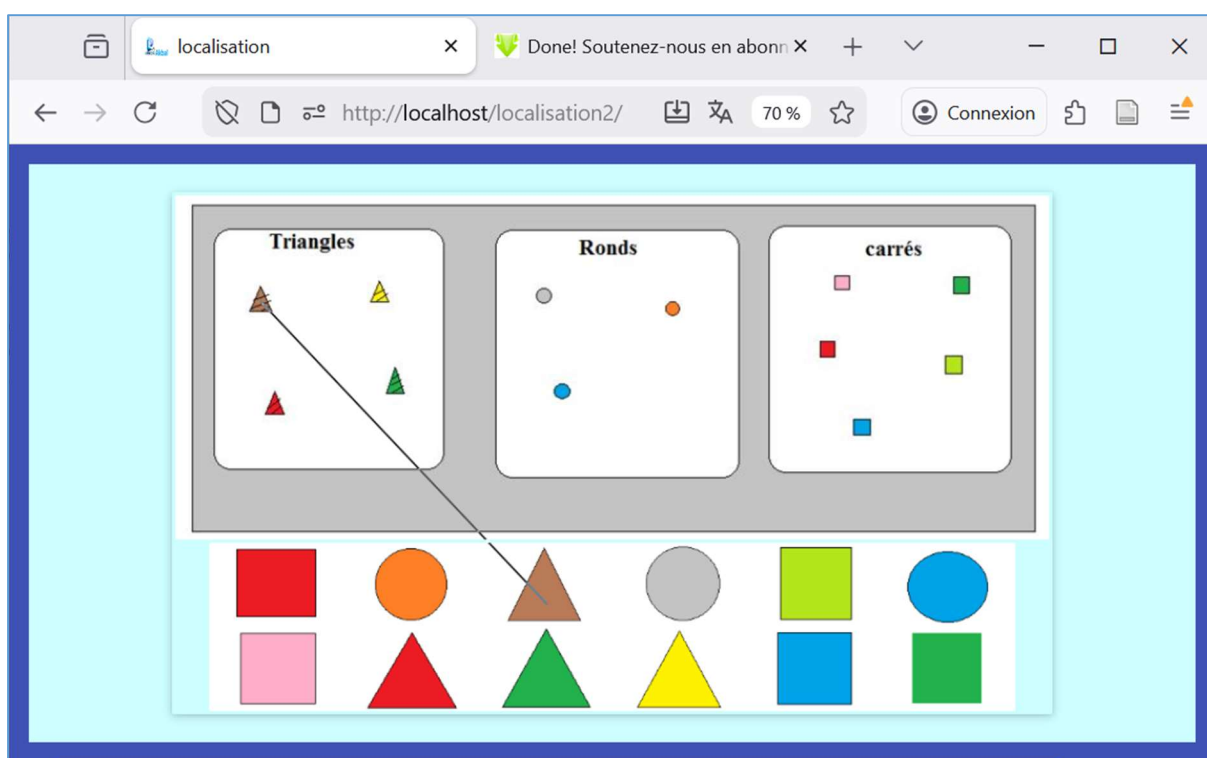 localisation
Done! Soutenez-nous en abonn
http://localhost/localisation2/
70 %
Connexion
Triangles
Ronds
carrés